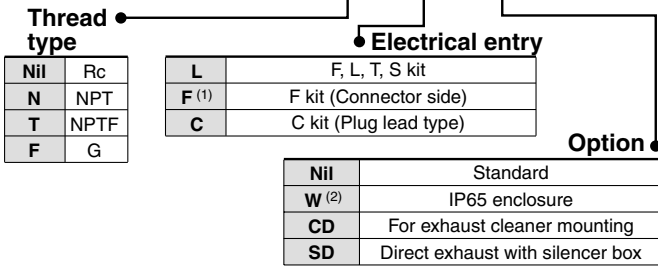 Thread
type
Nil Rc
N NPT
T NPTF
F G
Electrical entry
L F, L, T, S kit
F (1) F kit (Connector side)
C C kit (Plug lead type)
Option
Nil Standard
W (2) IP65 enclosure
CD For exhaust cleaner mounting
SD Direct exhaust with silencer box